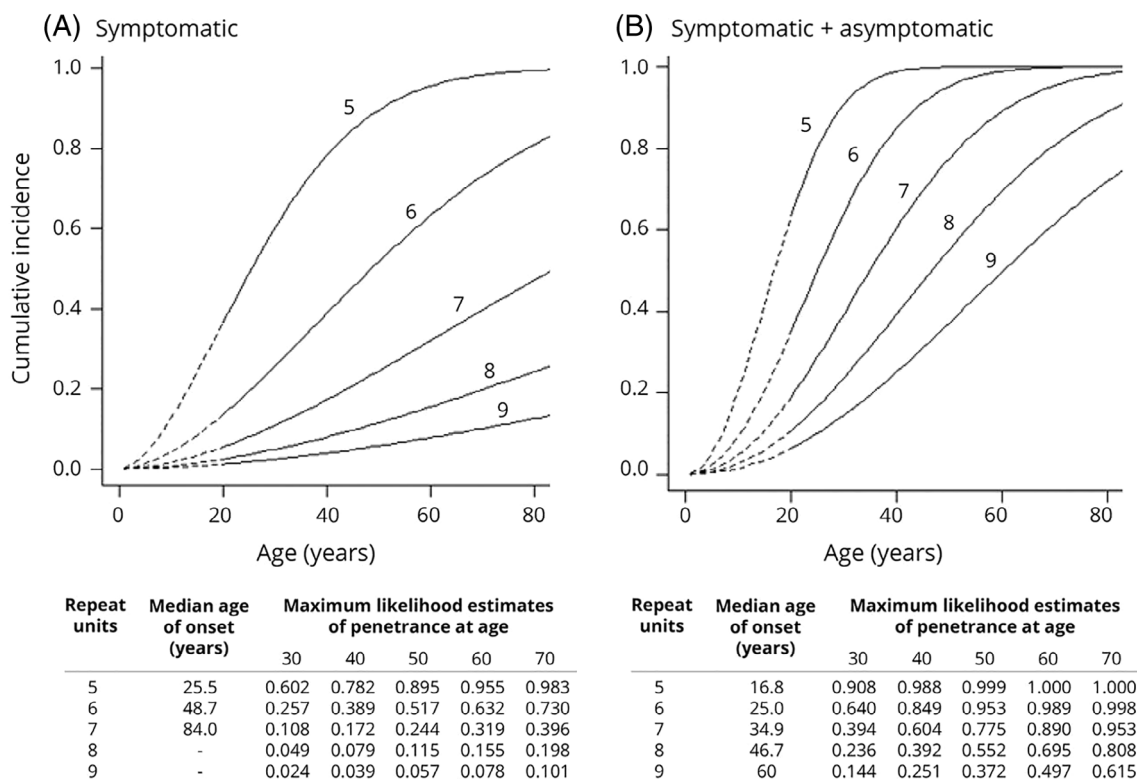 (A) Symptomatic
Cumulative incidence
1.0
0.8
0.6
0.4
0.2
0.0
5
6
7
8
9
0 20 40 60 80
Age (years)
Repeat units Median age of onset (years) Maximum likelihood estimates of penetrance at age
30 40 50 60 70
5 25.5 0.602 0.782 0.895 0.955 0.983
6 48.7 0.257 0.389 0.517 0.632 0.730
7 84.0 0.108 0.172 0.244 0.319 0.396
8 - 0.049 0.079 0.115 0.155 0.198
9 - 0.024 0.039 0.057 0.078 0.101
(B) Symptomatic + asymptomatic
1.0
0.8
0.6
0.4
0.2
0.0
5
6
7
8
9
0 20 40 60 80
Age (years)
Repeat units Median age of onset (years) Maximum likelihood estimates of penetrance at age
30 40 50 60 70
5 16.8 0.908 0.988 0.999 1.000 1.000
6 25.0 0.640 0.849 0.953 0.989 0.998
7 34.9 0.394 0.604 0.775 0.890 0.953
8 46.7 0.236 0.392 0.552 0.695 0.808
9 60 0.144 0.251 0.372 0.497 0.615